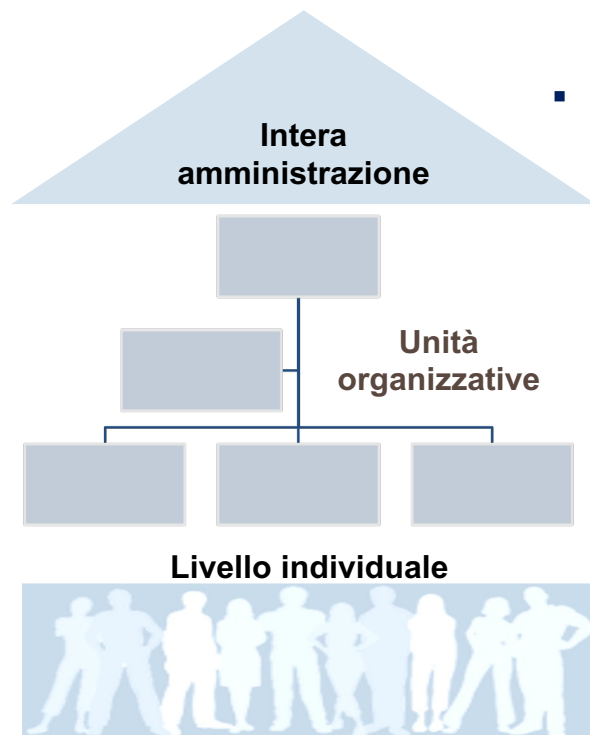 Intera
amministrazione
Unità
organizzative
Livello individuale